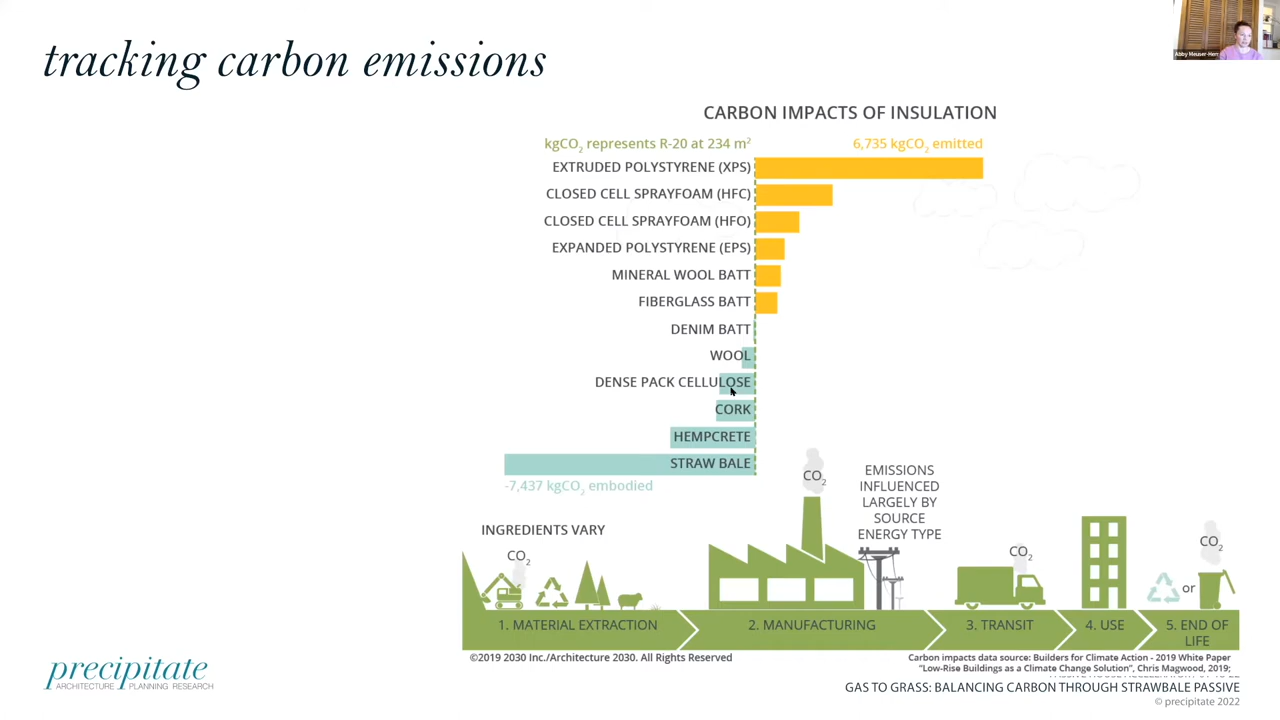 tracking carbon emissions
CARBON IMPACTS OF INSULATION
kgCO2 represents R-20 at 234 m²
6,735 kgCO2 emitted
EXTRUDED POLYSTYRENE (XPS)
CLOSED CELL SPRAYFOAM (HFC)
CLOSED CELL SPRAYFOAM (HFO)
EXPANDED POLYSTYRENE (EPS)
MINERAL WOOL BATT
FIBERGLASS BATT
DENIM BATT
WOOL
DENSE PACK CELLULOSE
CORK
HEMPCRETE
STRAW BALE
-7,437 kgCO2 embodied
INGREDIENTS VARY
CO2
CO2
EMISSIONS
INFLUENCED
LARGELY BY
SOURCE
ENERGY TYPE
CO2
CO2
or
1. MATERIAL EXTRACTION
2. MANUFACTURING
3. TRANSIT
4. USE
5. END OF
LIFE
©2019 2030 Inc./Architecture 2030. All Rights Reserved
Carbon impacts data source: Builders for Climate Action - 2019 White Paper
"Low-Rise Buildings as a Climate Change Solution", Chris Magwood, 2019;
GAS TO GRASS: BALANCING CARBON THROUGH STRAWBALE PASSIVE
© precipitate 2022
precipitate
ARCHITECTURE PLANNING RESEARCH
Abby Meuser-Herr